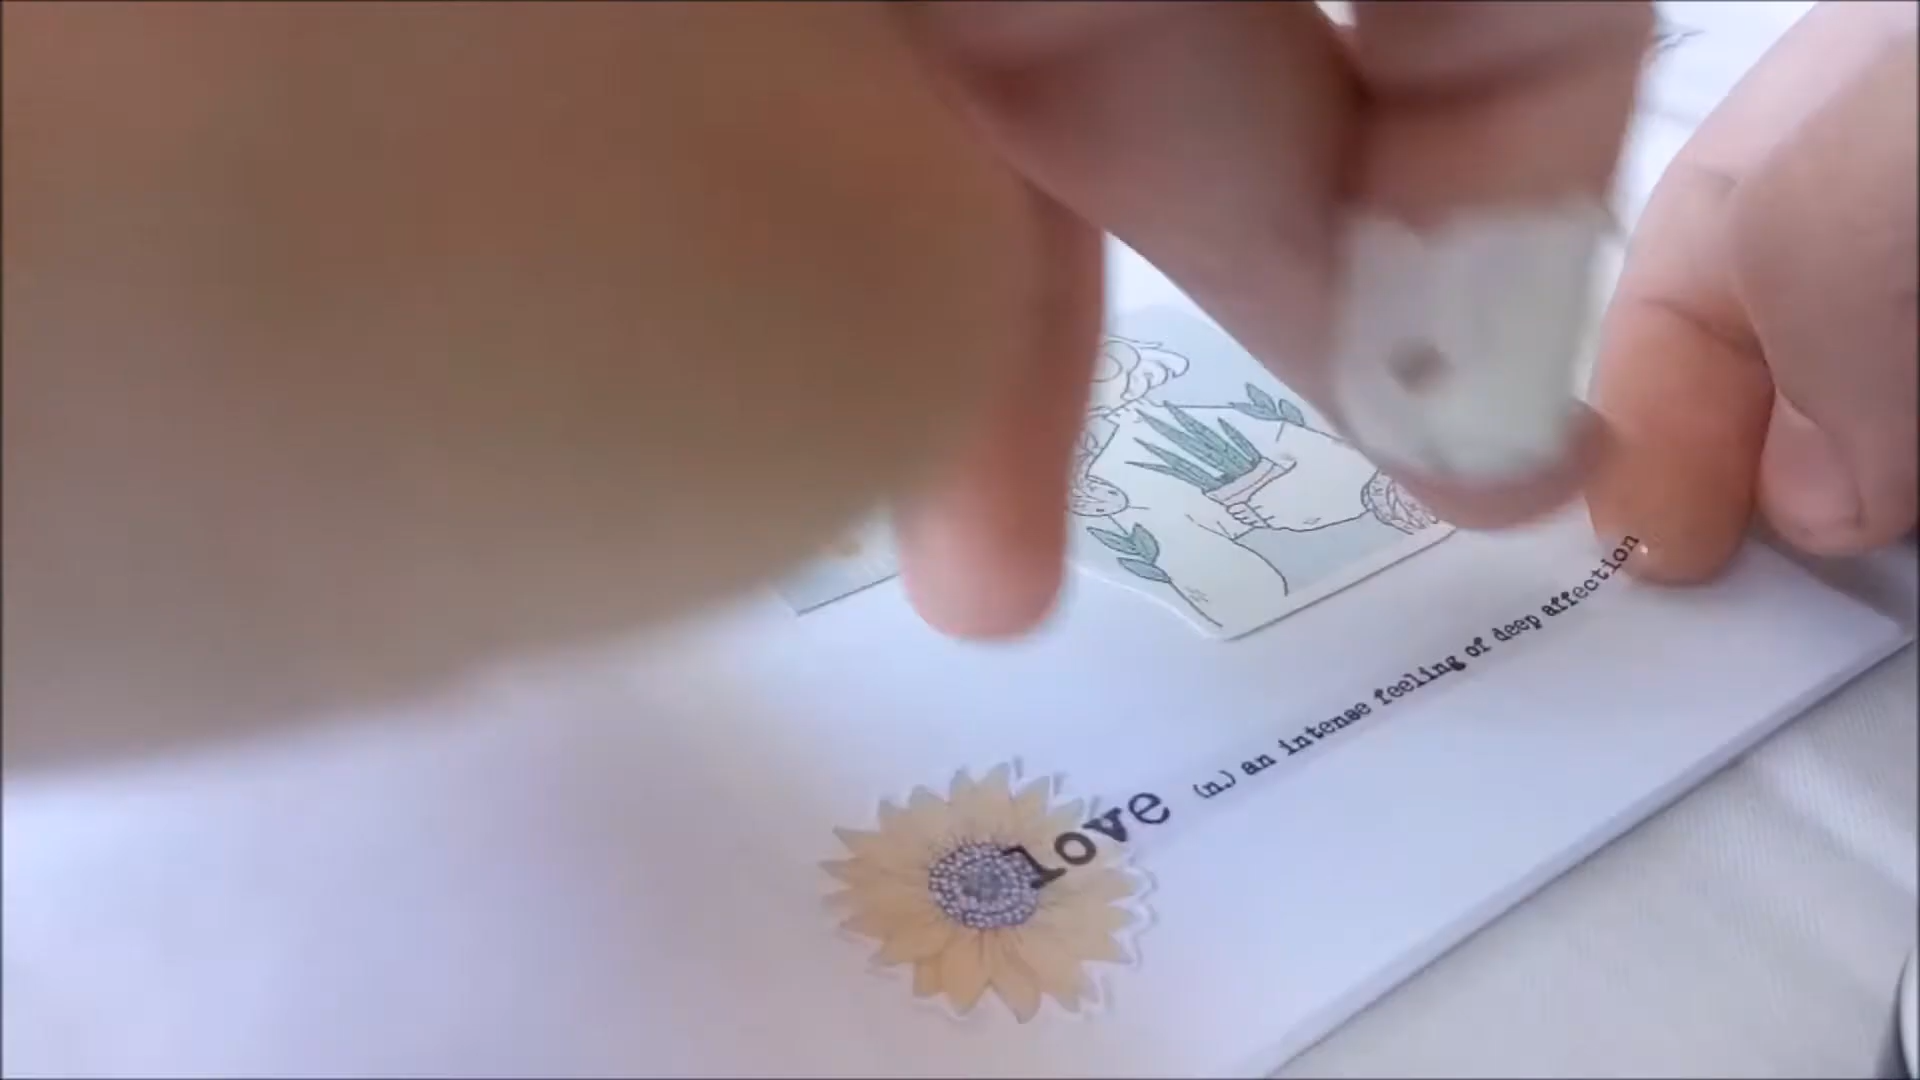 love (n.) an intense feeling of deep affection